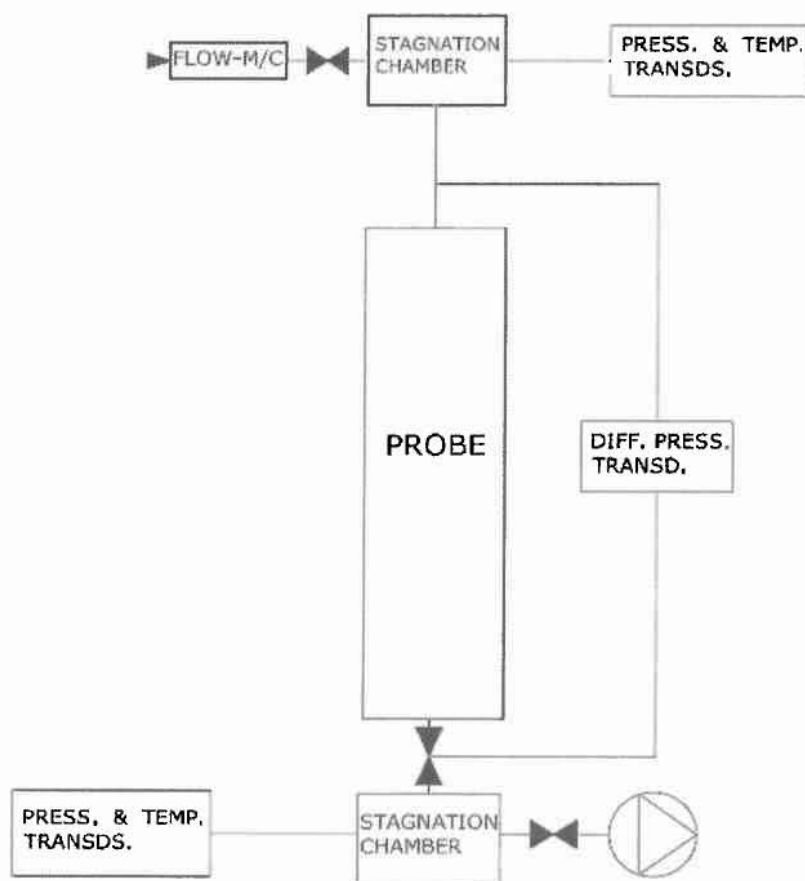 FLOW-M/C
STAGNATION
CHAMBER
PRESS. & TEMP.
TRANSDS.
PROBE
DIFF. PRESS.
TRANSD.
PRESS. & TEMP.
TRANSDS.
STAGNATION
CHAMBER